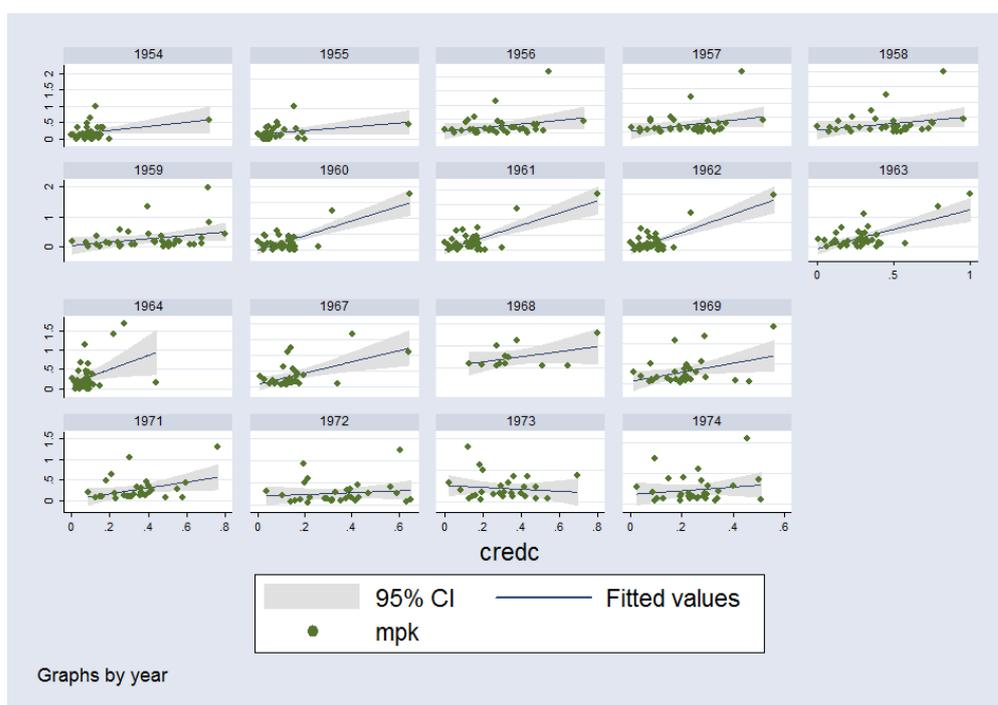 1954 1955 1956 1957 1958
0 .5 1 1.5 2
1959 1960 1961 1962 1963
0 1 2
0 .5 1
1964 1967 1968 1969
0 .5 1 1.5
1971 1972 1973 1974
0 .5 1 1.5
0 .2 .4 .6 .8 0 .2 .4 .6 0 .2 .4 .6 .8 0 .2 .4 .6
credc
95% CI Fitted values
mpk
Graphs by year